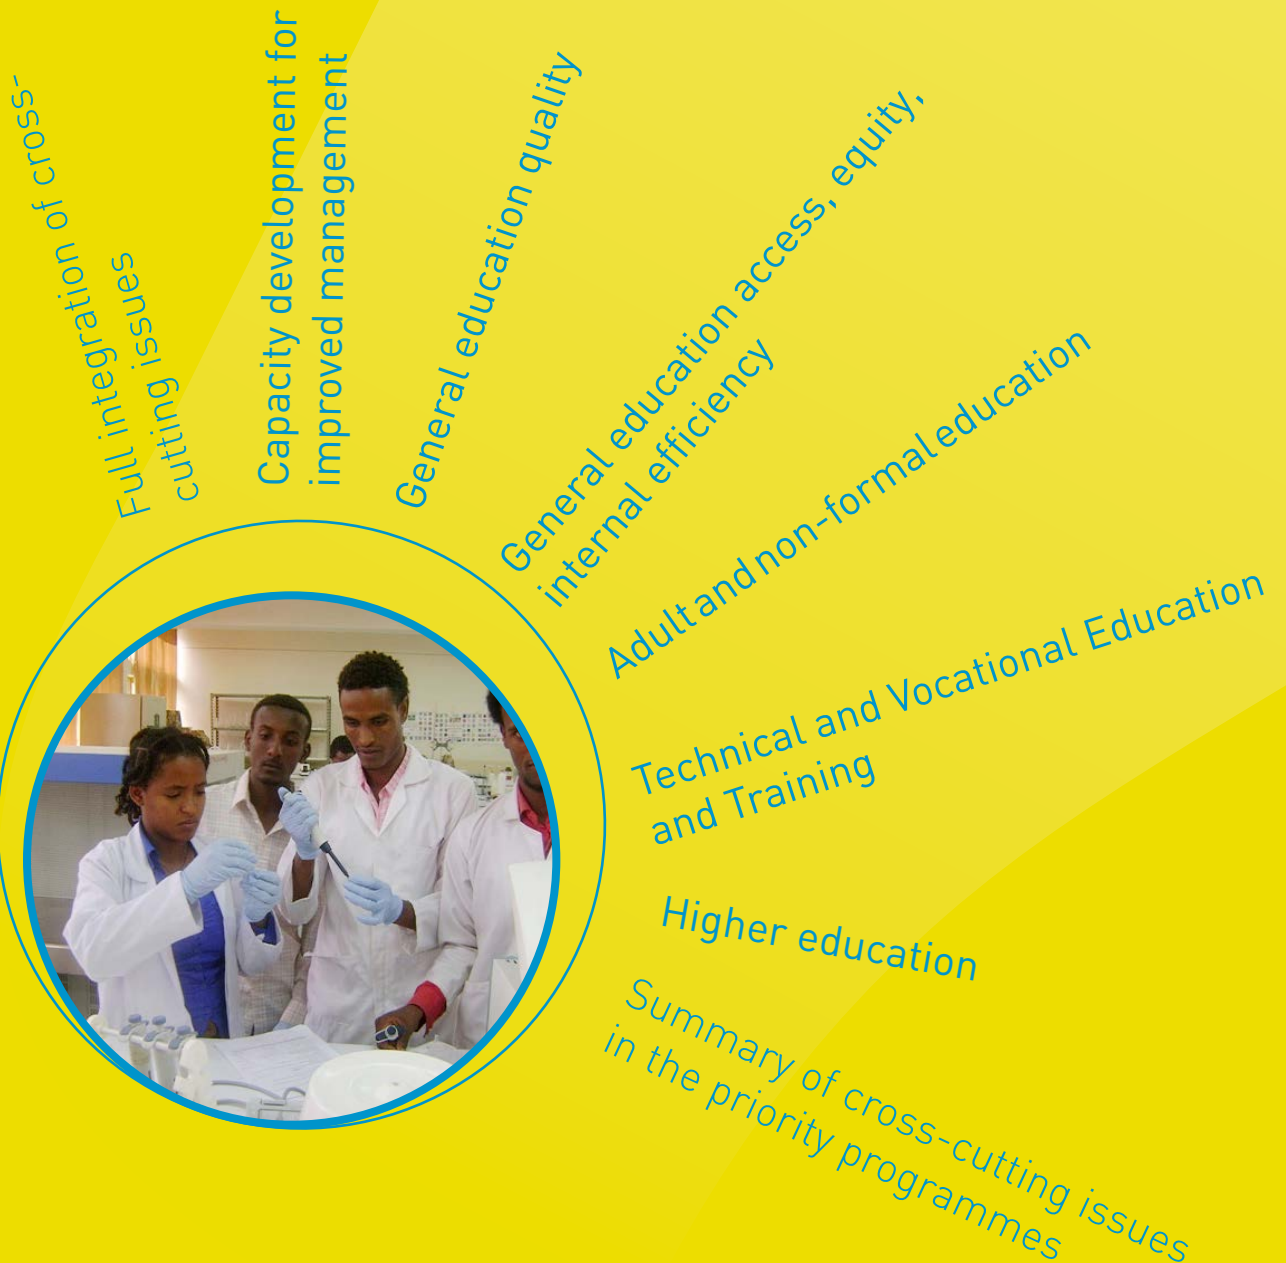 Full integration of cross-
cutting issues
Capacity development for
improved management
General education quality
General education access, equity,
internal efficiency
Adult and non-formal education
Technical and Vocational Education
and Training
Higher education
Summary of cross-cutting issues
in the priority programmes